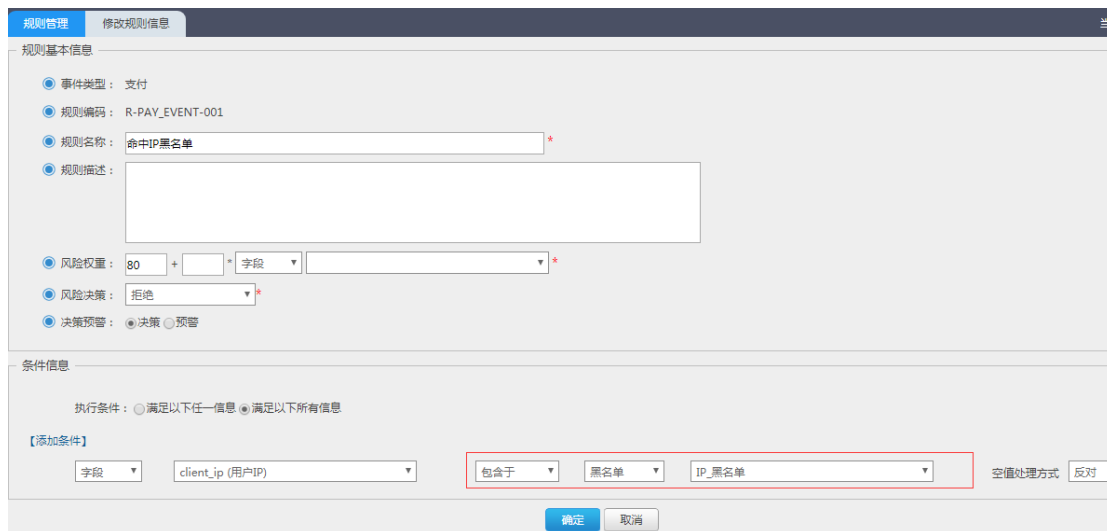 规则管理 修改规则信息
规则基本信息
事件类型： 支付
规则编码： R-PAY_EVENT-001
规则名称： 命中IP黑名单 *
规则描述：
风险权重： 80 + * 字段 *
风险决策： 拒绝 *
决策预警： 决策 预警
条件信息
执行条件： 满足以下任一信息 满足以下所有信息
【添加条件】
字段 client_ip (用户IP) 包含于 黑名单 IP_黑名单 空值处理方式 反对
确定 取消